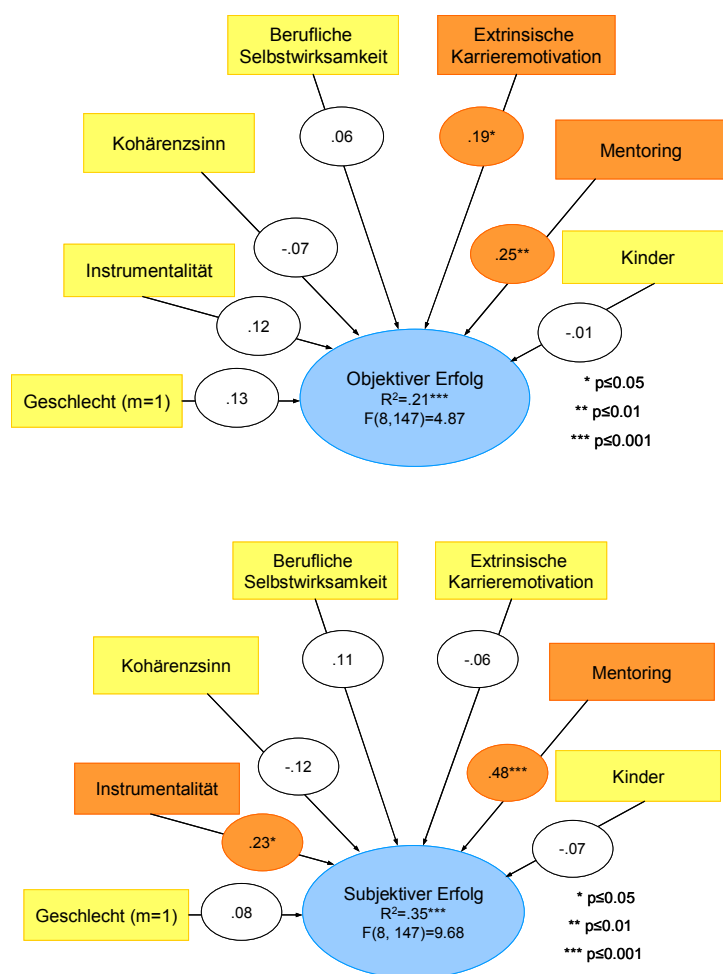 Berufliche
Selbstwirksamkeit
Extrinsische
Karrieremotivation
.06
.19*
Kohärenzsinn
Mentoring
-.07
.25**
Instrumentalität
Kinder
.12
-.01
Geschlecht (m=1)
.13
Objektiver Erfolg
R²=.21***
F(8,147)=4.87
* p≤0.05
** p≤0.01
*** p≤0.001
Berufliche
Selbstwirksamkeit
Extrinsische
Karrieremotivation
.11
-.06
Kohärenzsinn
Mentoring
-.12
.48***
Instrumentalität
Kinder
.23*
-.07
Geschlecht (m=1)
.08
Subjektiver Erfolg
R²=.35***
F(8, 147)=9.68
* p≤0.05
** p≤0.01
*** p≤0.001